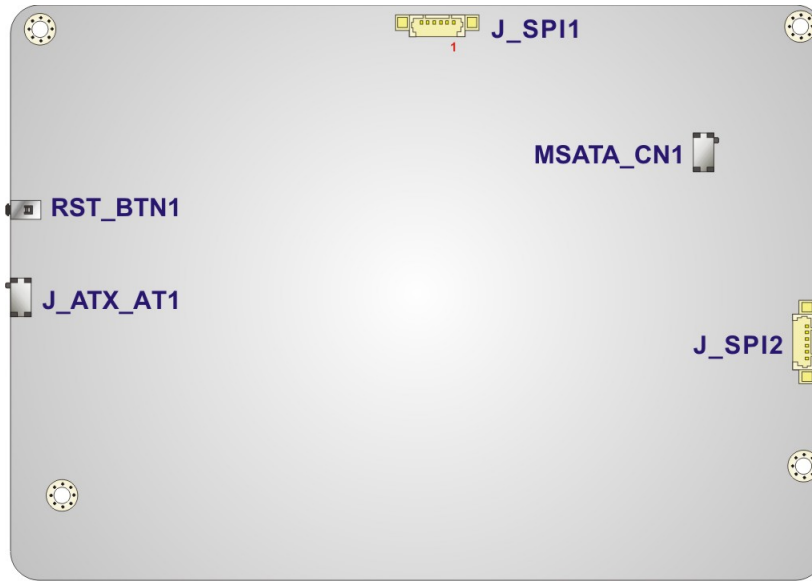 J_SPI1
1
MSATA_CN1
RST_BTN1
J_ATX_AT1
J_SPI2